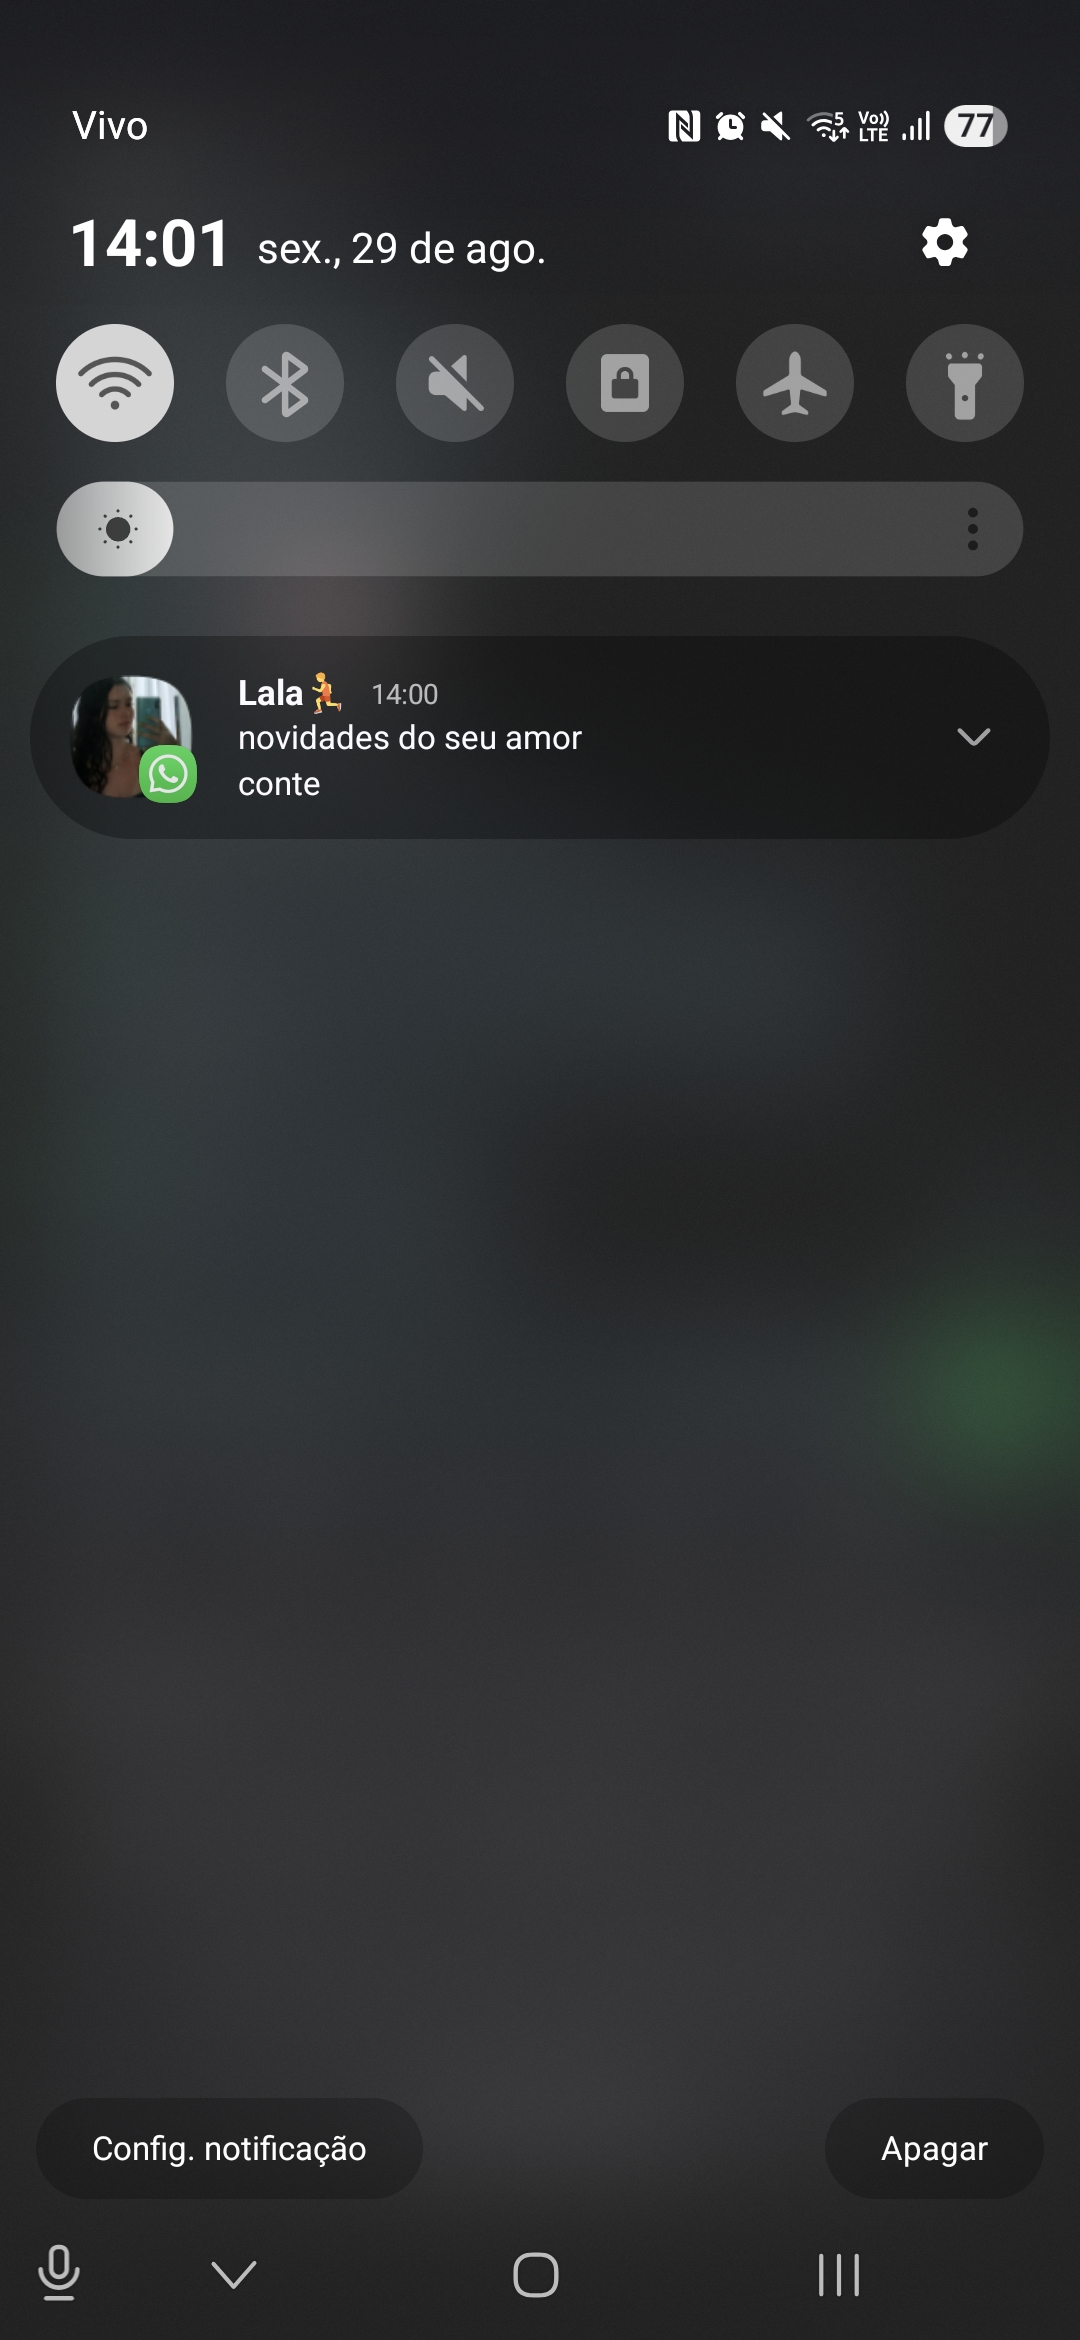 Vivo 5 Vo)) LTE 77
14:01 sex., 29 de ago.
Lala 14:00
novidades do seu amor
conte
Config. notificação Apagar